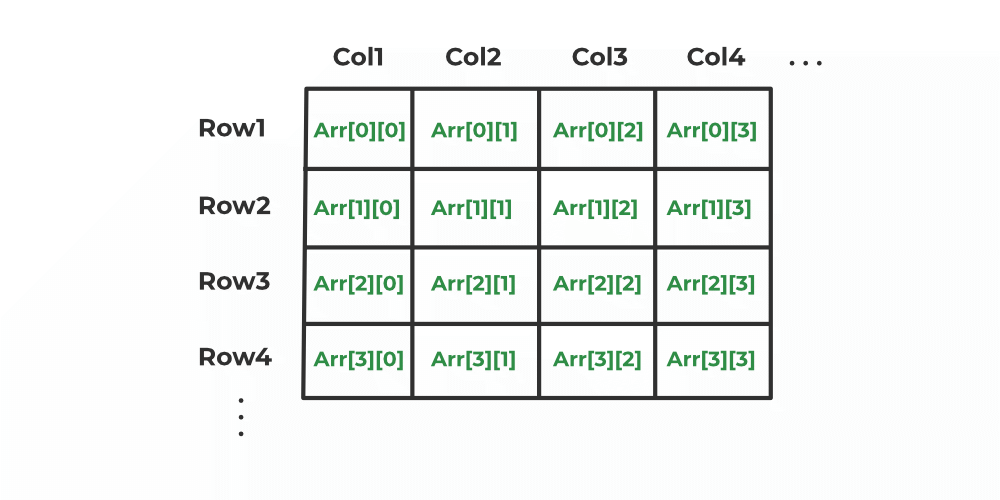 Col1 Col2 Col3 Col4 ...
Row1 Arr[0][0] Arr[0][1] Arr[0][2] Arr[0][3]
Row2 Arr[1][0] Arr[1][1] Arr[1][2] Arr[1][3]
Row3 Arr[2][0] Arr[2][1] Arr[2][2] Arr[2][3]
Row4 Arr[3][0] Arr[3][1] Arr[3][2] Arr[3][3]
⋮